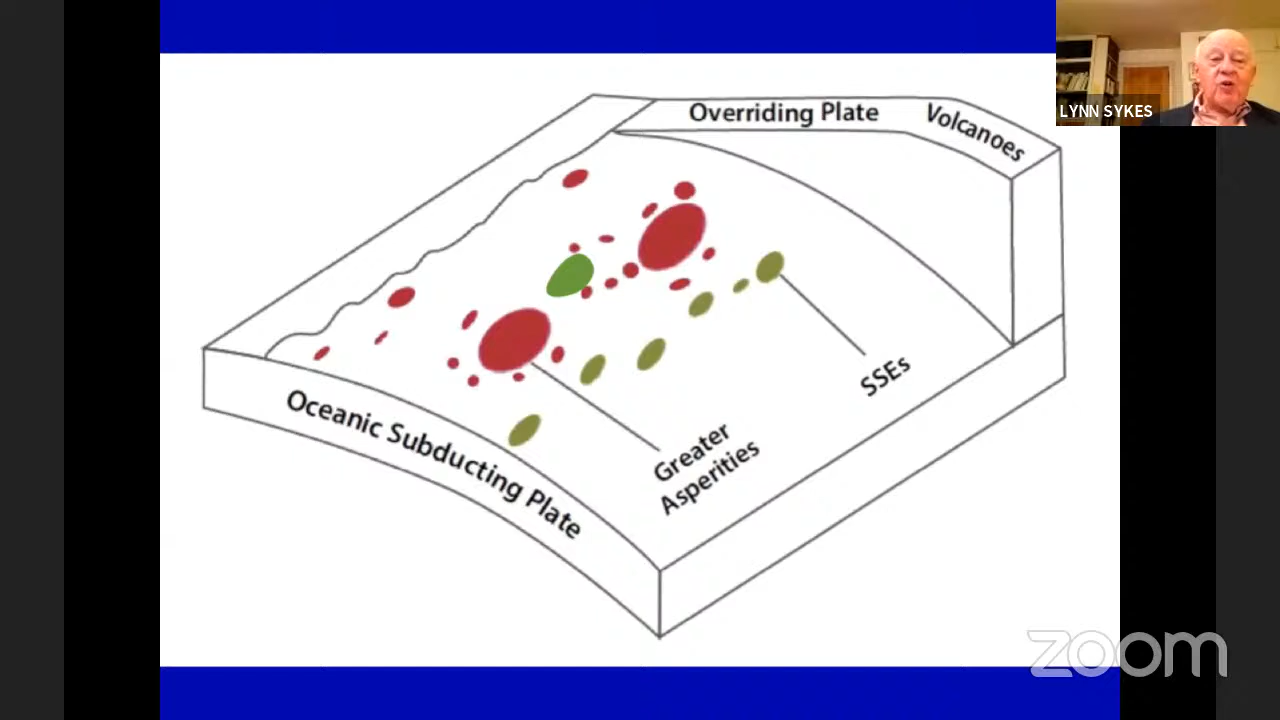 LYNN SYKES
Overriding Plate
Volcanoes
SSEs
Greater
Asperities
Oceanic Subducting Plate
zoom